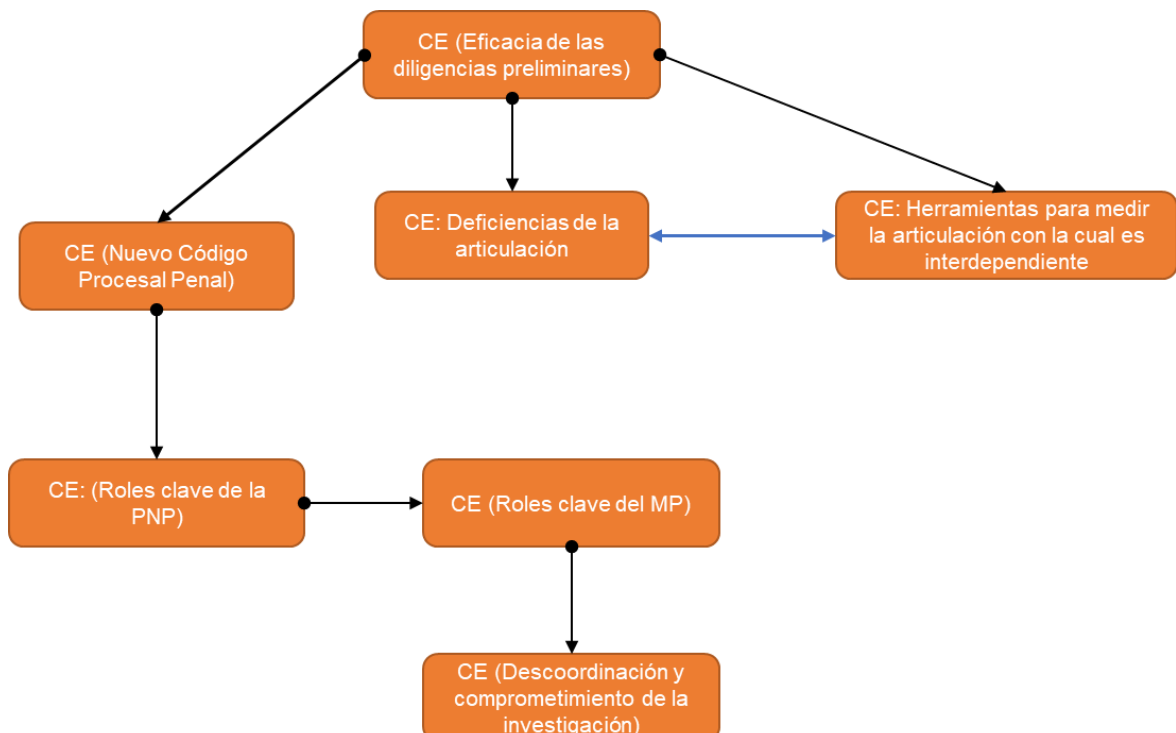 CE (Eficacia de las
diligencias preliminares)
CE: Deficiencias de la
articulación
CE: Herramientas para medir
la articulación con la cual es
interdependiente
CE (Nuevo Código
Procesal Penal)
CE: (Roles clave de la
PNP)
CE (Roles clave del MP)
CE (Descoordinación y
comprometimiento de la
investigación)